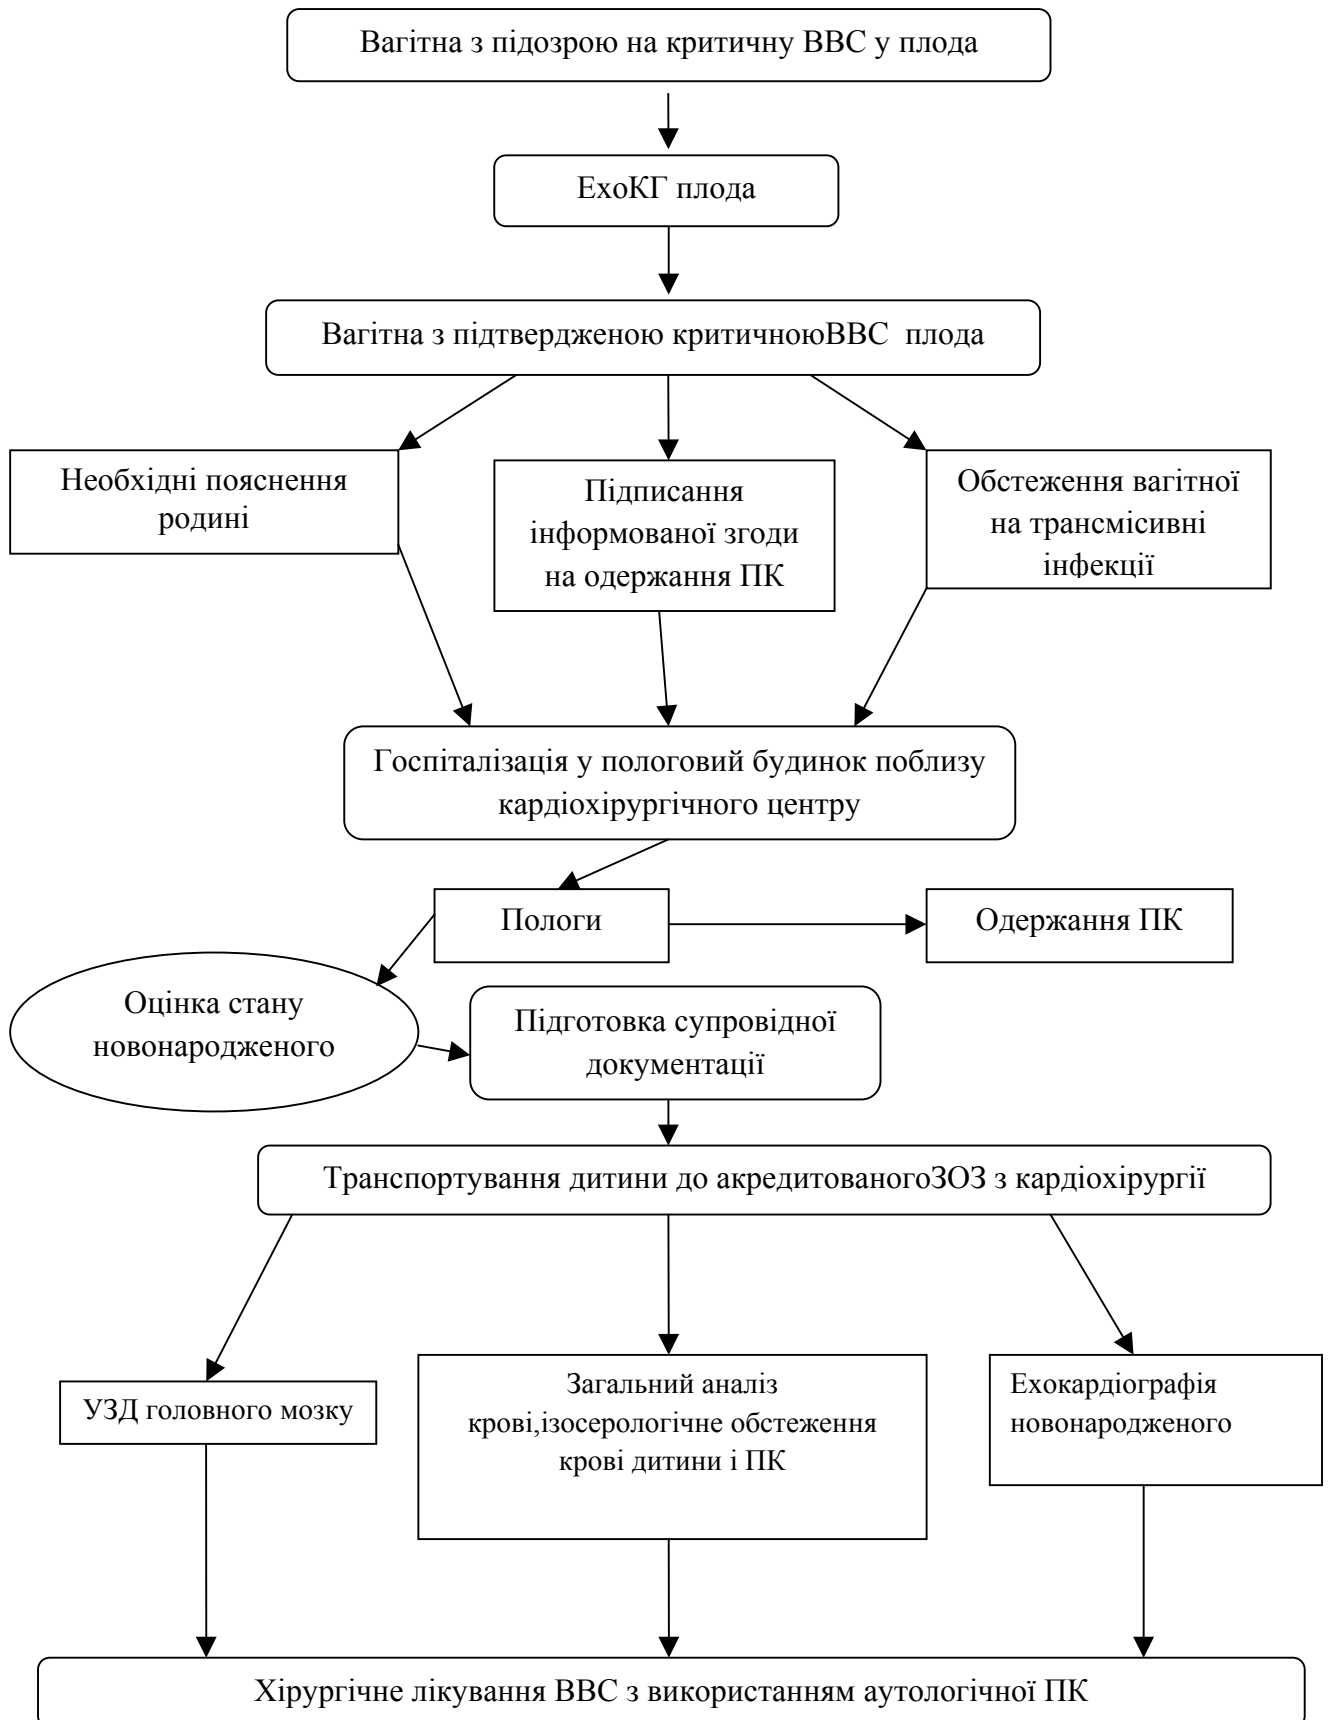 Вагітна з підозрою на критичну ВВС у плода
ЕхоКГ плода
Вагітна з підтвердженою критичноюВВС плода
Необхідні пояснення
родині
Підписання
інформованої згоди
на одержання ПК
Обстеження вагітної
на трансмісивні
інфекції
Госпіталізація у пологовий будинок поблизу
кардіохірургічного центру
Пологи
Одержання ПК
Оцінка стану
новонародженого
Підготовка супровідної
документації
Транспортування дитини до акредитованогоЗОЗ з кардіохірургії
УЗД головного мозку
Загальний аналіз
крові,ізосерологічне обстеження
крові дитини і ПК
Ехокардіографія
новонародженого
Хірургічне лікування ВВС з використанням аутологічної ПК